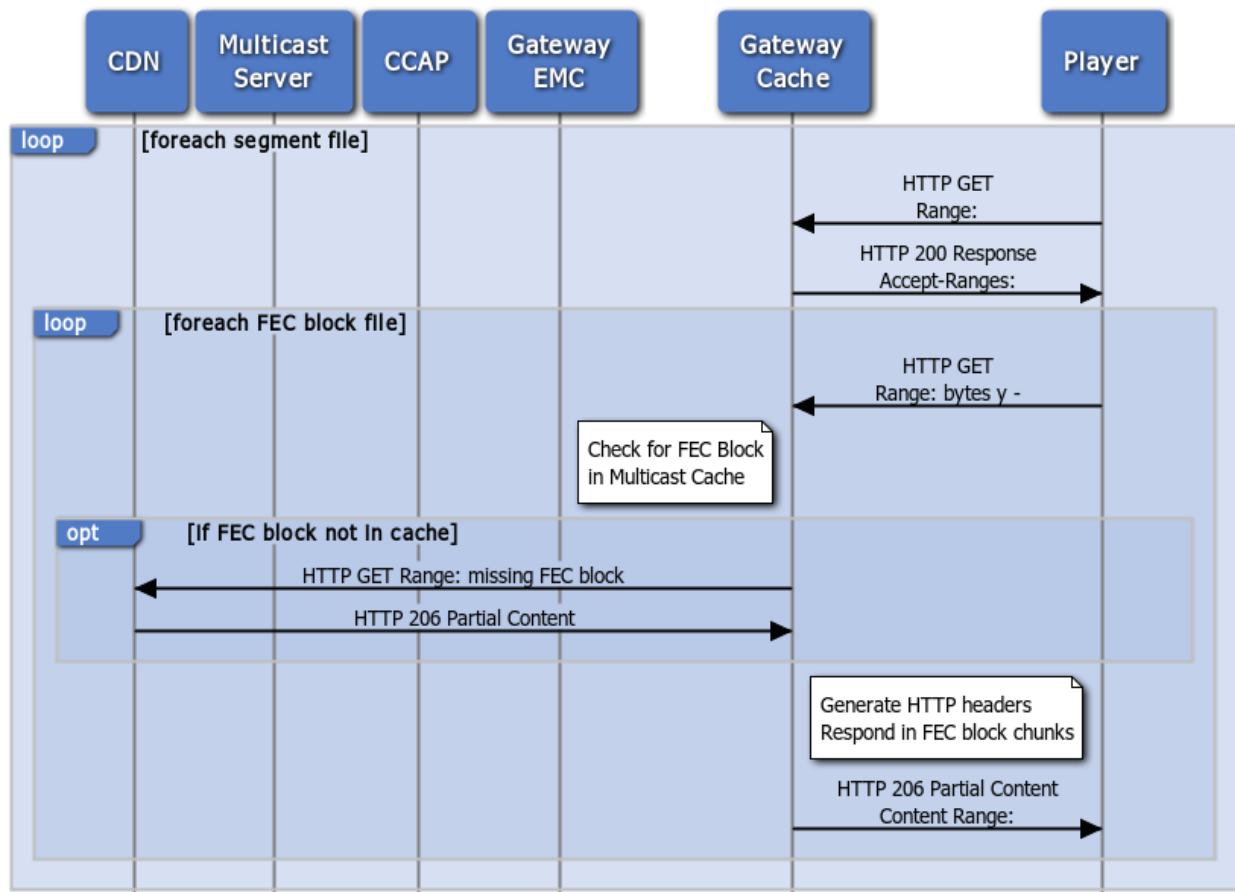 CDN
Multicast
Server
CCAP
Gateway
EMC
Gateway
Cache
Player
loop [foreach segment file]
HTTP GET
Range:
HTTP 200 Response
Accept-Ranges:
loop [foreach FEC block file]
HTTP GET
Range: bytes y -
Check for FEC Block
in Multicast Cache
opt [If FEC block not In cache]
HTTP GET Range: missing FEC block
HTTP 206 Partial Content
Generate HTTP headers
Respond in FEC block chunks
HTTP 206 Partial Content
Content Range: